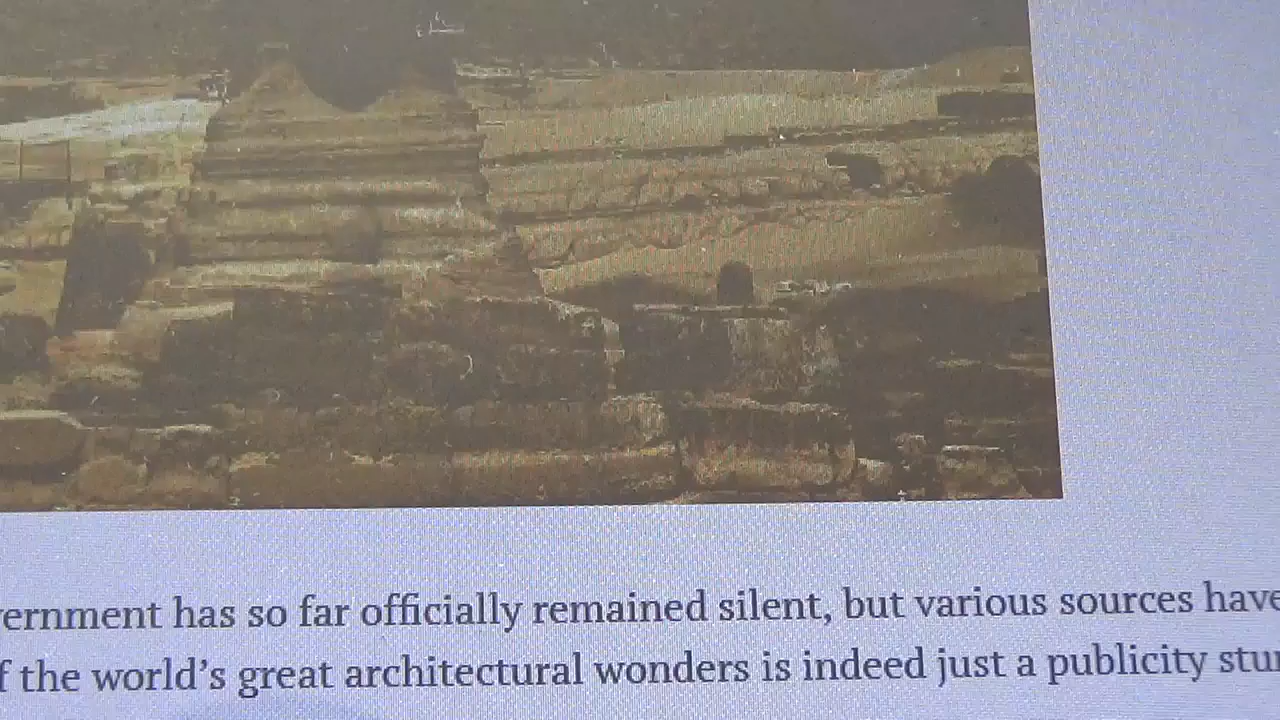 ernment has so far officially remained silent, but various sources have
f the world's great architectural wonders is indeed just a publicity stu